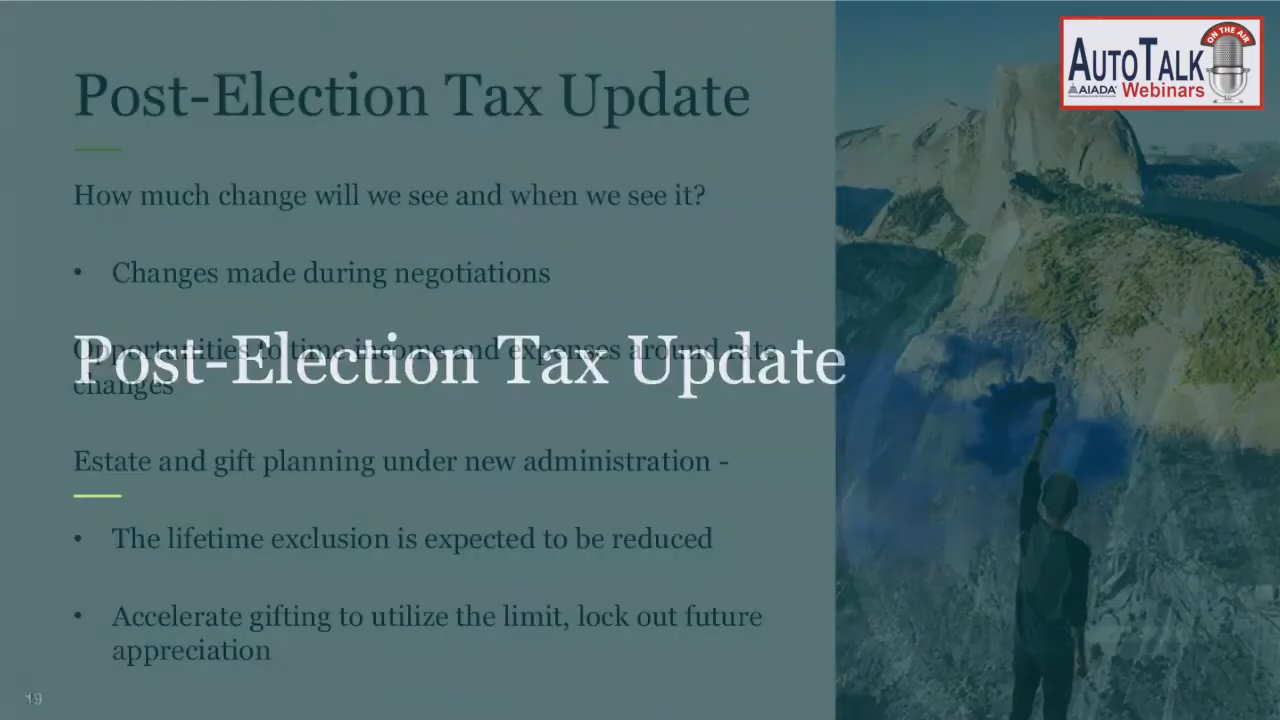 Post-Election Tax Update
How much change will we see and when we see it?
• Changes made during negotiations
Opportunities to time income and expenses around rate
changes
Post-Election Tax Update
Estate and gift planning under new administration -
• The lifetime exclusion is expected to be reduced
• Accelerate gifting to utilize the limit, lock out future
appreciation
19
ON THE AIR
AUTOTALK
AIADA
Webinars